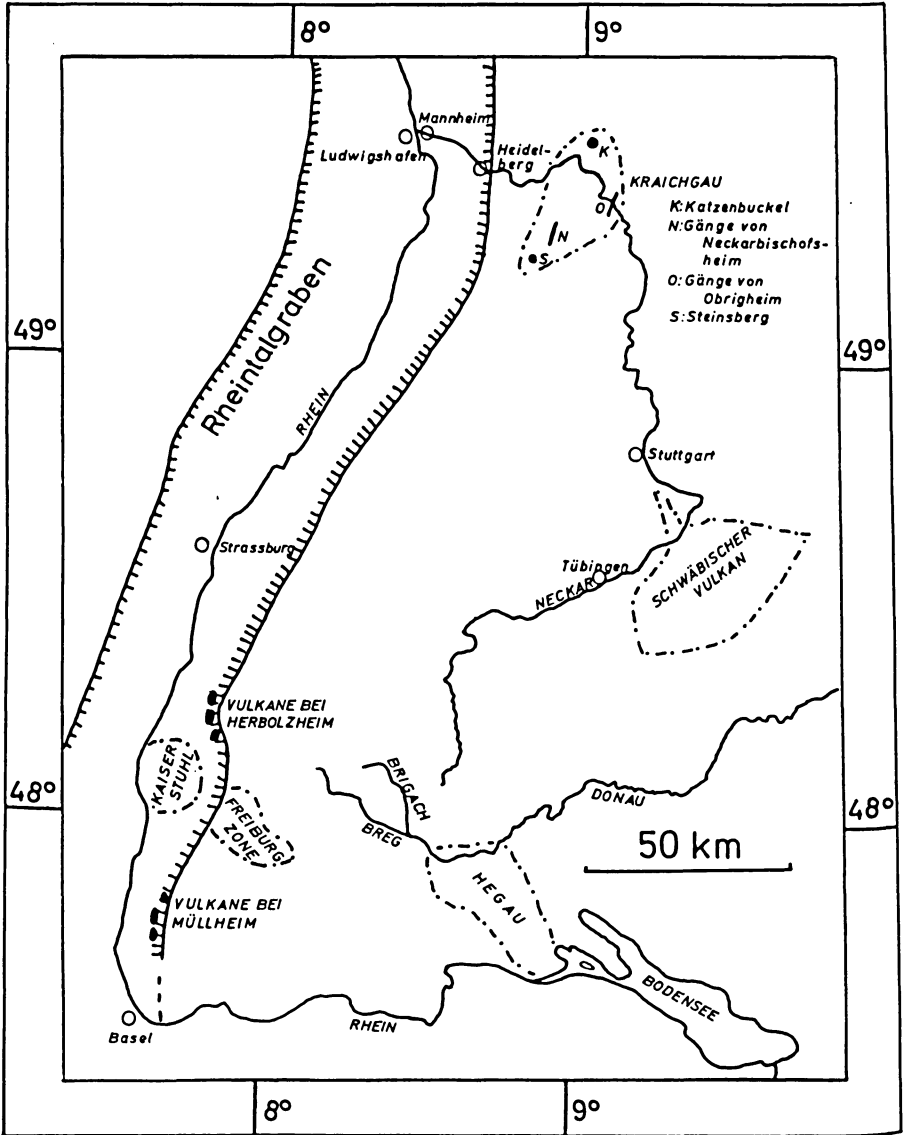 8°
9°
Mannheim
Ludwigshafen
Heidel-
berg
K
KRAICHGAU
O
K:Katzenbuckel
N
N:Gänge von
Neckarbischofs-
heim
S
O:Gänge von
Obrigheim
S:Steinsberg
49°
49°
Rheintalgraben
RHEIN
Stuttgart
Strassburg
Tübingen
NECKAR
SCHWÄBISCHER
VULKAN
VULKANE BEI
HERBOLZHEIM
KAISER
STUHL
48°
48°
FREIBURG
ZONE
BRIGACH
BREG
DONAU
50 km
HEGAU
VULKANE BEI
MÜLLHEIM
BODENSEE
RHEIN
Basel
8°
9°